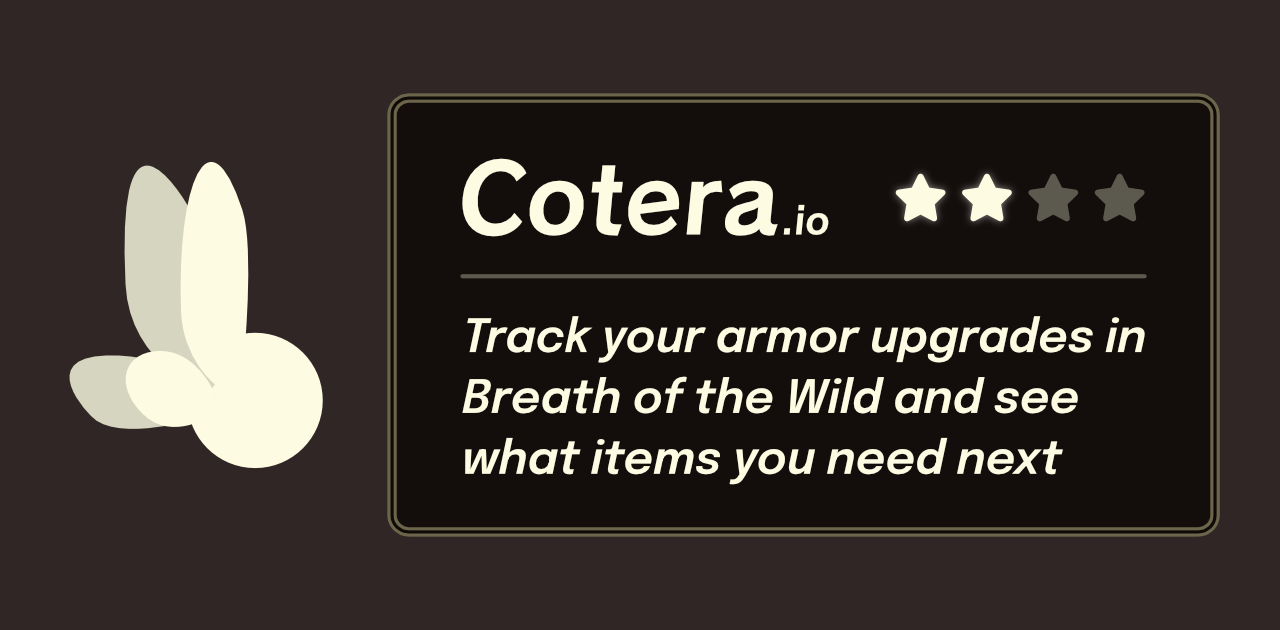 Cotera.io
Track your armor upgrades in
Breath of the Wild and see
what items you need next